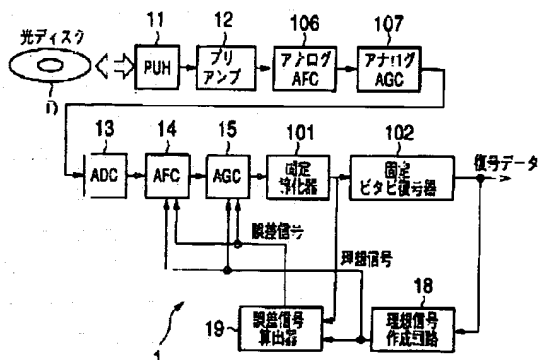 光ディスク
D
11
PUH
12
プリ
アンプ
106
アナログ
AFC
107
アナログ
AGC
13
ADC
14
AFC
15
AGC
101
固定
等化器
102
固定
ビタビ復号器
復号データ
誤差信号
理想信号
19
誤差信号
算出器
18
理想信号
作成回路
1